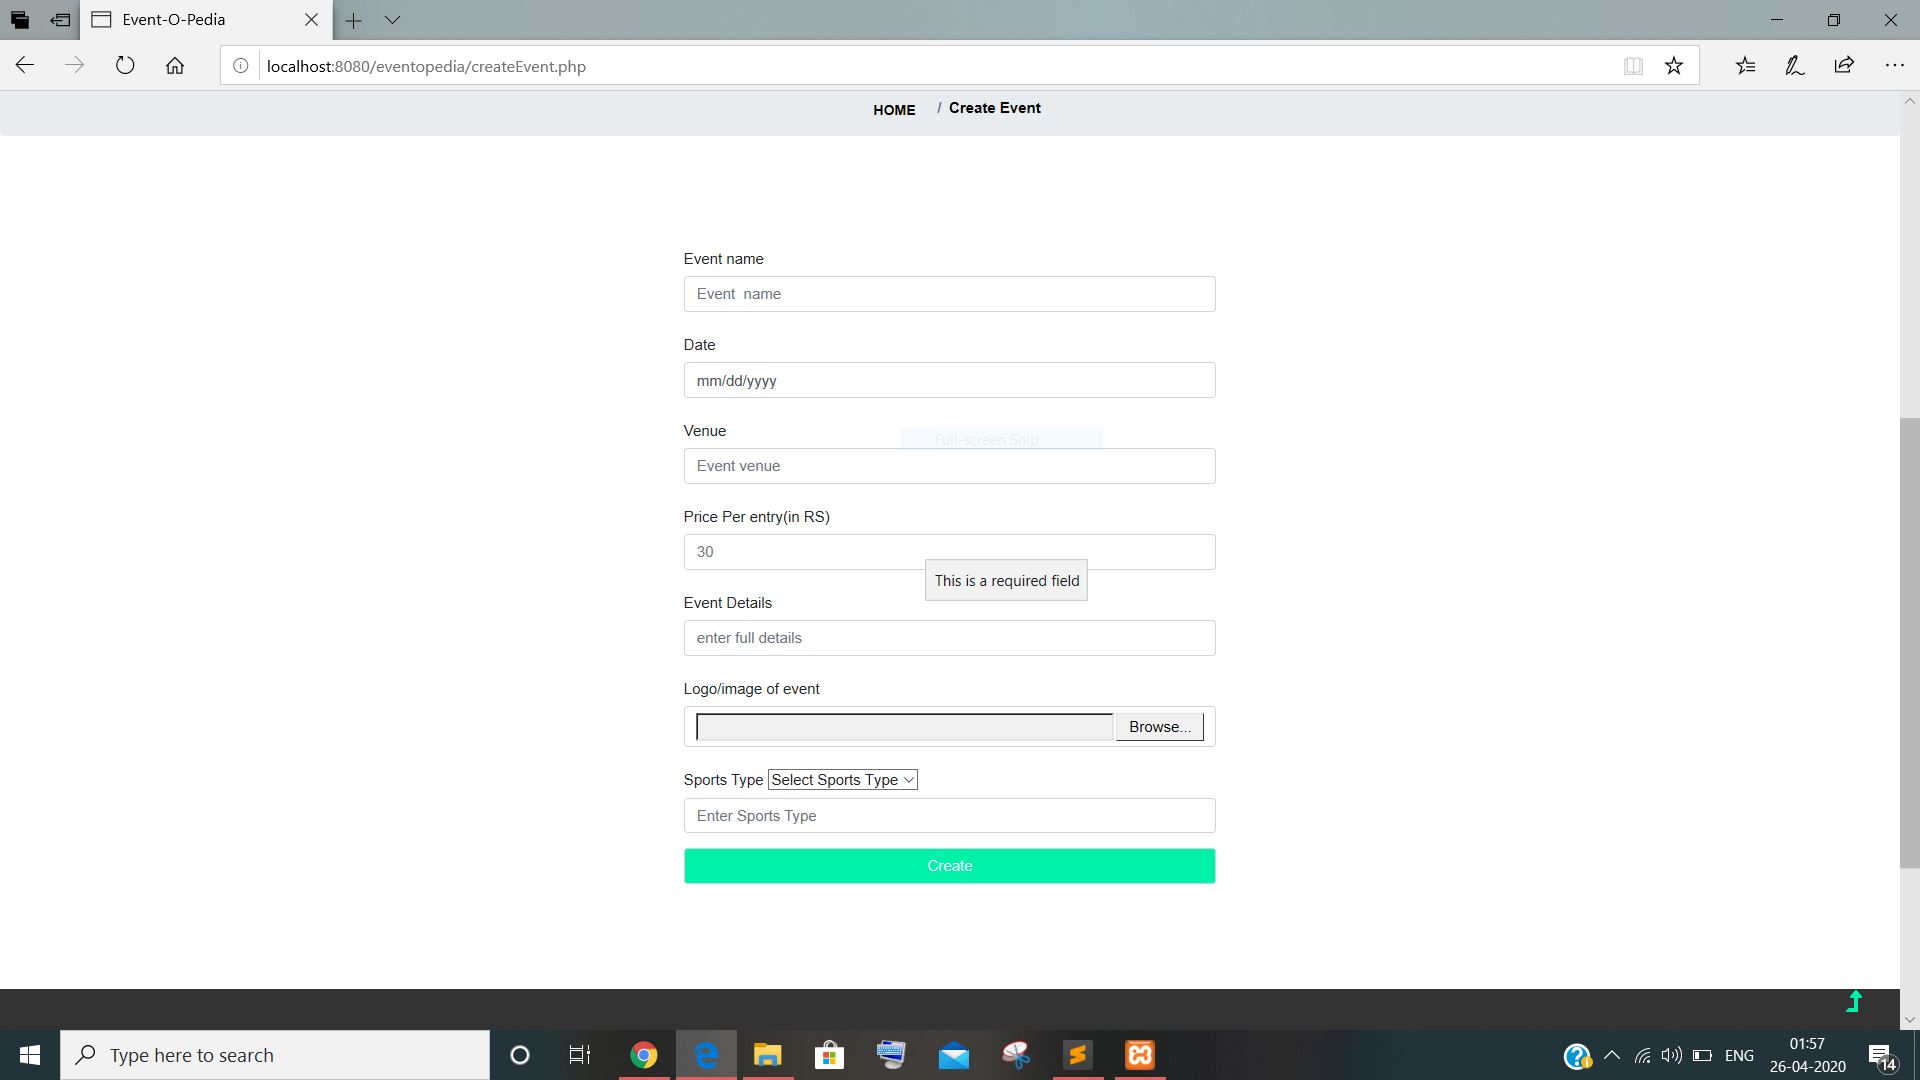 Event-O-Pedia
localhost:8080/eventopedia/createEvent.php
HOME / Create Event
Event name
Event  name
Date
mm/dd/yyyy
Venue
Full-screen Snip
Event venue
Price Per entry(in RS)
30
This is a required field
Event Details
enter full details
Logo/image of event
Browse...
Sports Type Select Sports Type
Enter Sports Type
Create
Type here to search
ENG
01:57
26-04-2020
14